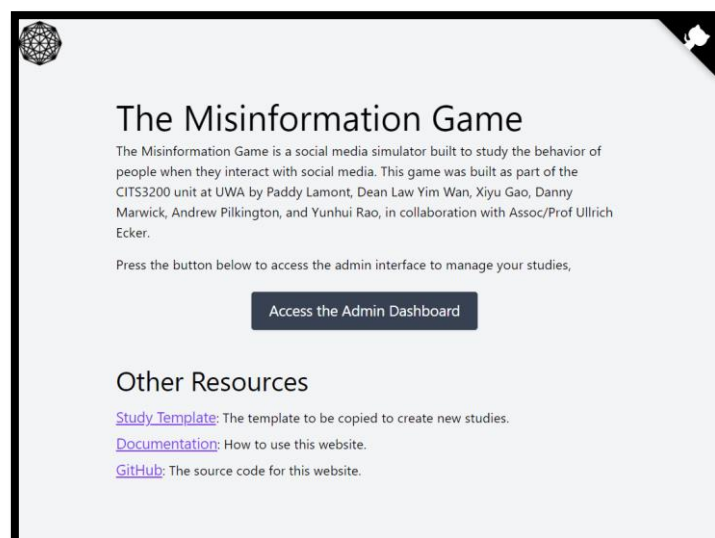 The Misinformation Game
The Misinformation Game is a social media simulator built to study the behavior of
people when they interact with social media. This game was built as part of the
CITS3200 unit at UWA by Paddy Lamont, Dean Law Yim Wan, Xiyu Gao, Danny
Marwick, Andrew Pilkington, and Yunhui Rao, in collaboration with Assoc/Prof Ullrich
Ecker.
Press the button below to access the admin interface to manage your studies,
Access the Admin Dashboard
Other Resources
Study Template: The template to be copied to create new studies.
Documentation: How to use this website.
GitHub: The source code for this website.